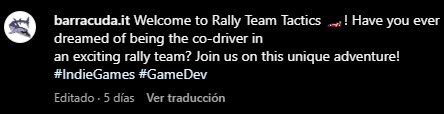 barracuda.it Welcome to Rally Team Tactics 🏎️! Have you ever
dreamed of being the co-driver in
an exciting rally team? Join us on this unique adventure!
#IndieGames #GameDev
Editado · 5 días Ver traducción